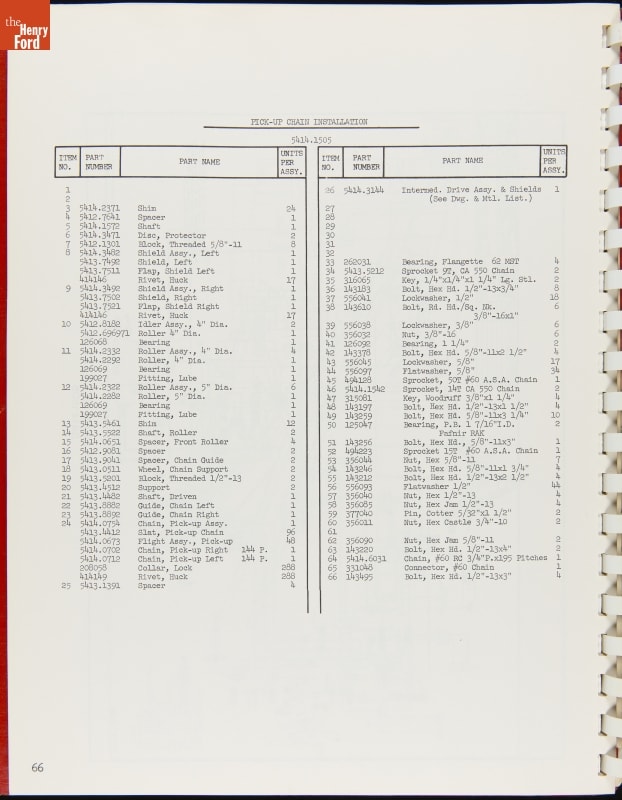 the
Henry
Ford
PICK-UP CHAIN INSTALLATION
5414.1505
ITEM NO. PART NUMBER PART NAME UNITS PER ASSY.
1
2
3 5414.2371 Shim 24
4 5412.7641 Spacer 1
5 5414.1572 Shaft 1
6 5414.3471 Disc, Protector 2
7 5412.1301 Block, Threaded 5/8"-11 8
8 5414.3482 Shield Assy., Left 1
5413.7492 Shield, Left 1
5413.7511 Flap, Shield Left 1
414146 Rivet, Huck 17
9 5414.3492 Shield Assy., Right 1
5413.7502 Shield, Right 1
5413.7521 Flap, Shield Right 1
414146 Rivet, Huck 17
10 5412.8182 Idler Assy., 4" Dia. 2
5412.696971 Roller 4" Dia. 1
126068 Bearing 1
11 5414.2332 Roller Assy., 4" Dia. 4
5414.2292 Roller, 4" Dia. 1
126069 Bearing 1
199027 Fitting, Lube 1
12 5414.2322 Roller Assy., 5" Dia. 6
5414.2282 Roller, 5" Dia. 1
126069 Bearing 1
199027 Fitting, Lube 1
13 5413.5461 Shim 12
14 5413.5522 Shaft, Roller 2
15 5414.0651 Spacer, Front Roller 4
16 5412.9081 Spacer 2
17 5413.9041 Spacer, Chain Guide 2
18 5413.0511 Wheel, Chain Support 2
19 5413.5201 Block, Threaded 1/2"-13 2
20 5413.4512 Support 2
21 5413.4482 Shaft, Driven 1
22 5413.8882 Guide, Chain Left 1
23 5413.8892 Guide, Chain Right 1
24 5414.0754 Chain, Pick-up Assy. 1
5413.4412 Slat, Pick-up Chain 96
5414.0673 Flight Assy., Pick-up 48
5414.0702 Chain, Pick-up Right 144 P. 1
5414.0712 Chain, Pick-up Left 144 P. 1
208058 Collar, Lock 288
414149 Rivet, Huck 288
25 5413.1391 Spacer 4
ITEM NO. PART NUMBER PART NAME UNITS PER ASSY.
26 5414.3144 Intermed. Drive Assy. & Shields 1
(See Dwg. & Mtl. List.)
27
28
29
30
31
32
33 262031 Bearing, Flangette 62 MST 4
34 5413.5212 Sprocket 9T, CA 550 Chain 2
35 316065 Key, 1/4"x1/4"x1 1/4" Lg. Stl. 2
36 143183 Bolt, Hex Hd. 1/2"-13x3/4" 8
37 556041 Lockwasher, 1/2" 18
38 143610 Bolt, Rd. Hd./Sq. Nk. 6
3/8"-16x1"
39 556038 Lockwasher, 3/8" 6
40 356032 Nut, 3/8"-16 6
41 126092 Bearing, 1 1/4" 2
42 143378 Bolt, Hex Hd. 5/8"-11x2 1/2" 4
43 556045 Lockwasher, 5/8" 17
44 556097 Flatwasher, 5/8" 34
45 494128 Sprocket, 50T #60 A.S.A. Chain 1
46 5414.1542 Sprocket, 14T CA 550 Chain 2
47 315081 Key, Woodruff 3/8"x1 1/4" 4
48 143197 Bolt, Hex Hd. 1/2"-13x1 1/2" 4
49 143259 Bolt, Hex Hd. 5/8"-11x3 1/4" 10
50 125047 Bearing, P.B. 1 7/16"I.D. 2
Fafnir RAK
51 143256 Bolt, Hex Hd., 5/8"-11x3" 1
52 494223 Sprocket 15T #60 A.S.A. Chain 1
53 356044 Nut, Hex 5/8"-11 7
54 143246 Bolt, Hex Hd. 5/8"-11x1 3/4" 4
55 143212 Bolt, Hex Hd. 1/2"-13x2 1/2" 4
56 556093 Flatwasher 1/2" 44
57 356040 Nut, Hex 1/2"-13 4
58 356085 Nut, Hex Jam 1/2"-13 4
59 377040 Pin, Cotter 5/32"x1 1/2" 2
60 356011 Nut, Hex Castle 3/4"-10 2
61
62 356090 Nut, Hex Jam 5/8"-11 2
63 143220 Bolt, Hex Hd. 1/2"-13x4" 2
64 5414.6031 Chain, #60 RC 3/4"P.x195 Pitches 1
65 331048 Connector, #60 Chain 1
66 143495 Bolt, Hex Hd. 1/2"-13x3" 4
66